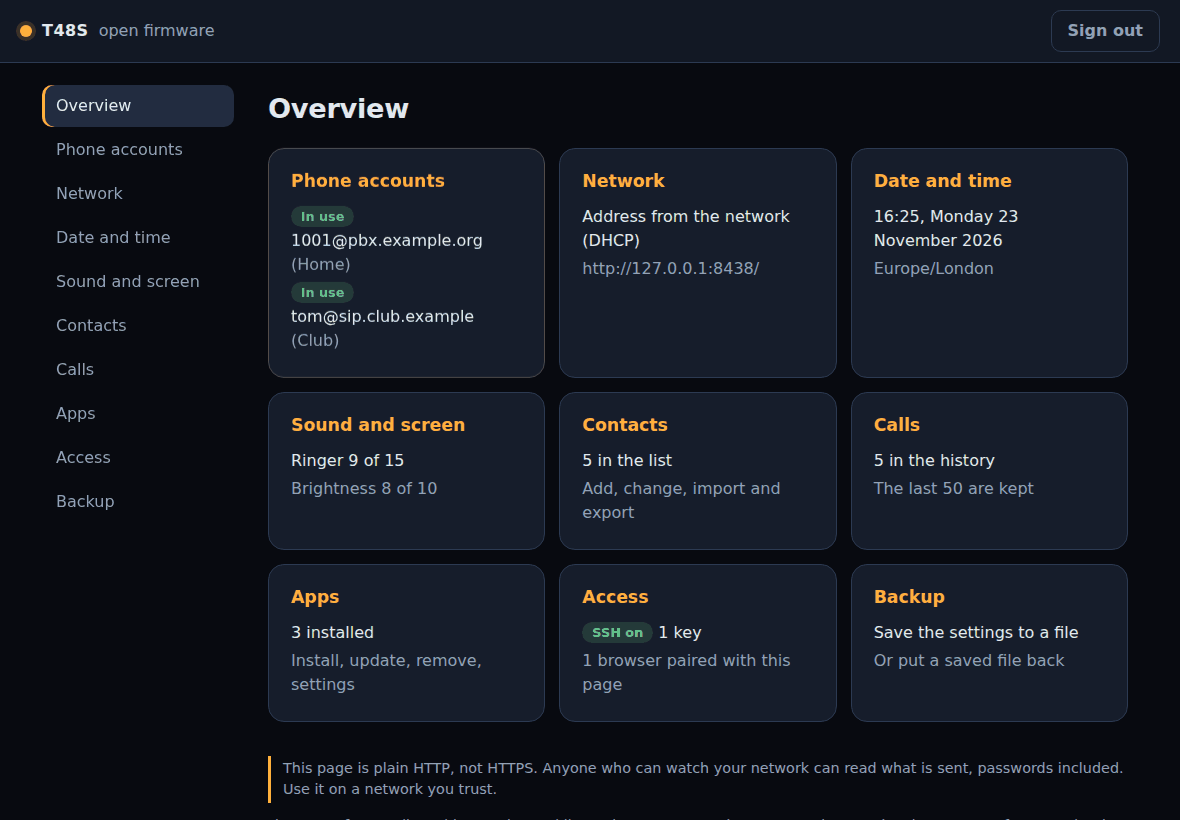 T48S open firmware
Sign out
Overview
Phone accounts
Network
Date and time
Sound and screen
Contacts
Calls
Apps
Access
Backup
Overview
Phone accounts
In use
1001@pbx.example.org
(Home)
In use
tom@sip.club.example
(Club)
Network
Address from the network
(DHCP)
http://127.0.0.1:8438/
Date and time
16:25, Monday 23
November 2026
Europe/London
Sound and screen
Ringer 9 of 15
Brightness 8 of 10
Contacts
5 in the list
Add, change, import and
export
Calls
5 in the history
The last 50 are kept
Apps
3 installed
Install, update, remove,
settings
Access
SSH on 1 key
1 browser paired with this
page
Backup
Save the settings to a file
Or put a saved file back
This page is plain HTTP, not HTTPS. Anyone who can watch your network can read what is sent, passwords included.
Use it on a network you trust.